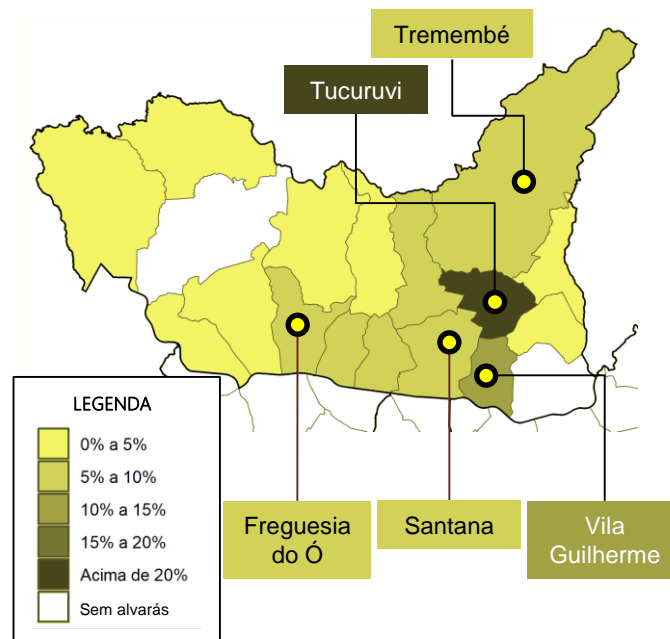 Tremembé
Tucuruvi
LEGENDA
0% a 5%
5% a 10%
10% a 15%
15% a 20%
Acima de 20%
Sem alvarás
Freguesia
do Ó
Santana
Vila
Guilherme